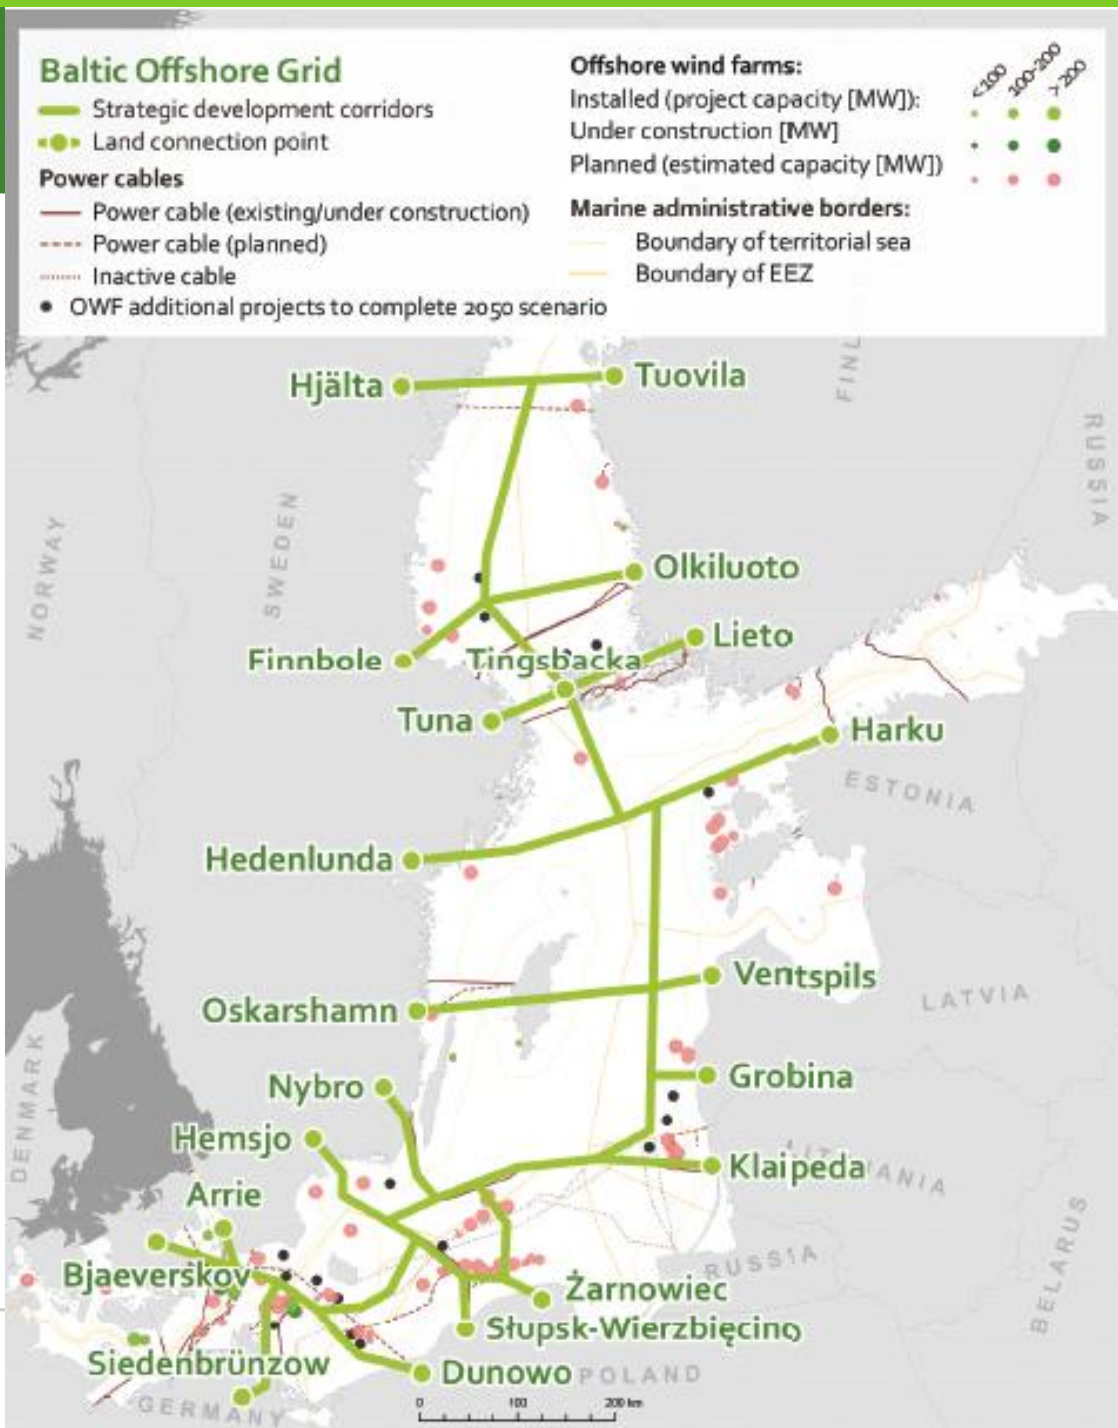 Baltic Offshore Grid
Strategic development corridors
Land connection point
Power cables
Power cable (existing/under construction)
Power cable (planned)
Inactive cable
OWF additional projects to complete 2050 scenario
Offshore wind farms:
<100 100-200 >200
Installed (project capacity [MW]):
Under construction [MW]
Planned (estimated capacity [MW])
Marine administrative borders:
Boundary of territorial sea
Boundary of EEZ
Hjälta
Tuovila
FINL
RUSSIA
NORWAY
SWEDEN
Olkiluoto
Lieto
Finnbole
Tingsbacka
Tuna
Harku
ESTONIA
Hedenlunda
Ventspils
Oskarshamn
LATVIA
DENMARK
Nybro
Grobina
Hemsjo
Klaipeda
Arrie
BELARUS
Bjaeverskov
RUSSIA
Żarnowiec
Słupsk-Wierzbięcino
Siedenbrünzow
Dunowo
POLAND
GERMANY
0 100 200 km